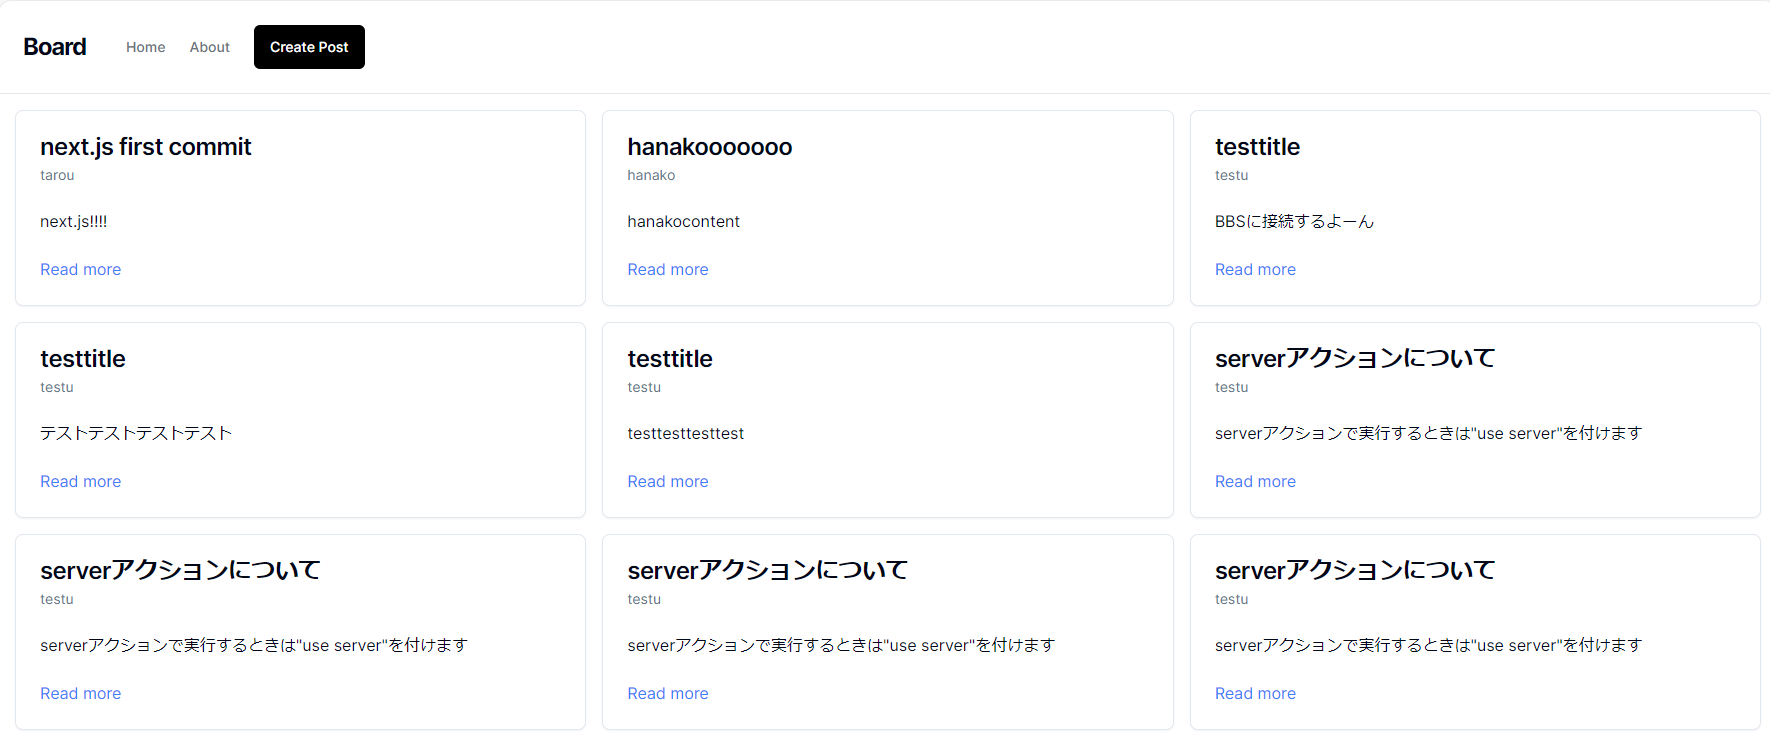 Board
Home
About
Create Post
next.js first commit
tarou
next.js!!!!
Read more
hanakooooooo
hanako
hanakocontent
Read more
testtitle
testu
BBSに接続するよーん
Read more
testtitle
testu
テストテストテストテスト
Read more
testtitle
testu
testtesttesttest
Read more
serverアクションについて
testu
serverアクションで実行するときは"use server"を付けます
Read more
serverアクションについて
testu
serverアクションで実行するときは"use server"を付けます
Read more
serverアクションについて
testu
serverアクションで実行するときは"use server"を付けます
Read more
serverアクションについて
testu
serverアクションで実行するときは"use server"を付けます
Read more